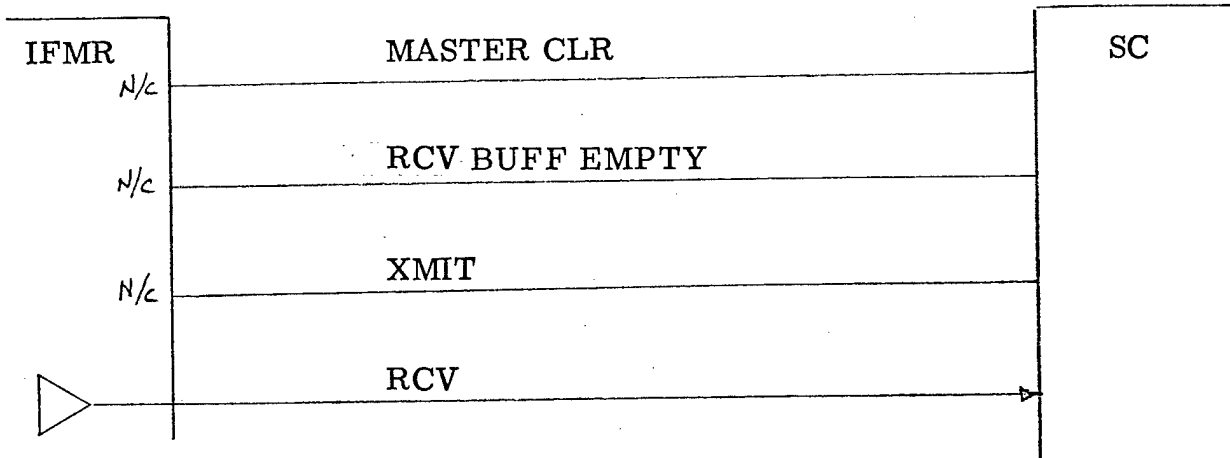 IFMR
MASTER CLR
SC
N/C
RCV BUFF EMPTY
N/C
XMIT
N/C
RCV